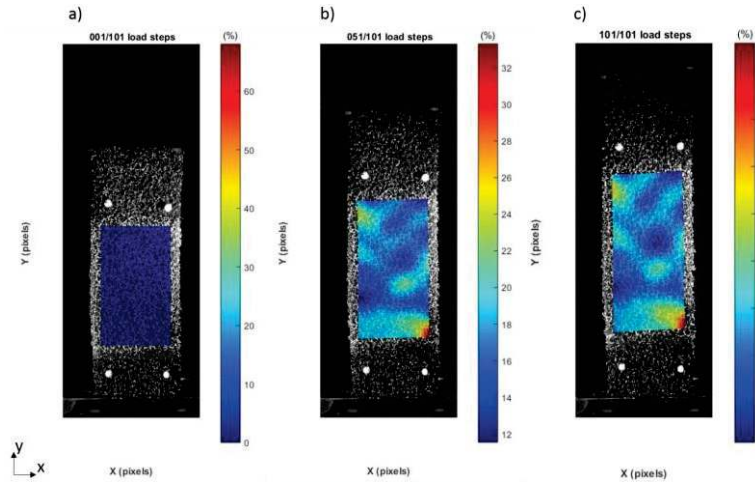 a)
001/101 load steps
(%)
60
50
40
30
20
10
0
Y (pixels)
X (pixels)
b)
051/101 load steps
(%)
32
30
28
26
24
22
20
18
16
14
12
Y (pixels)
X (pixels)
c)
101/101 load steps
(%)
Y (pixels)
X (pixels)
y
x